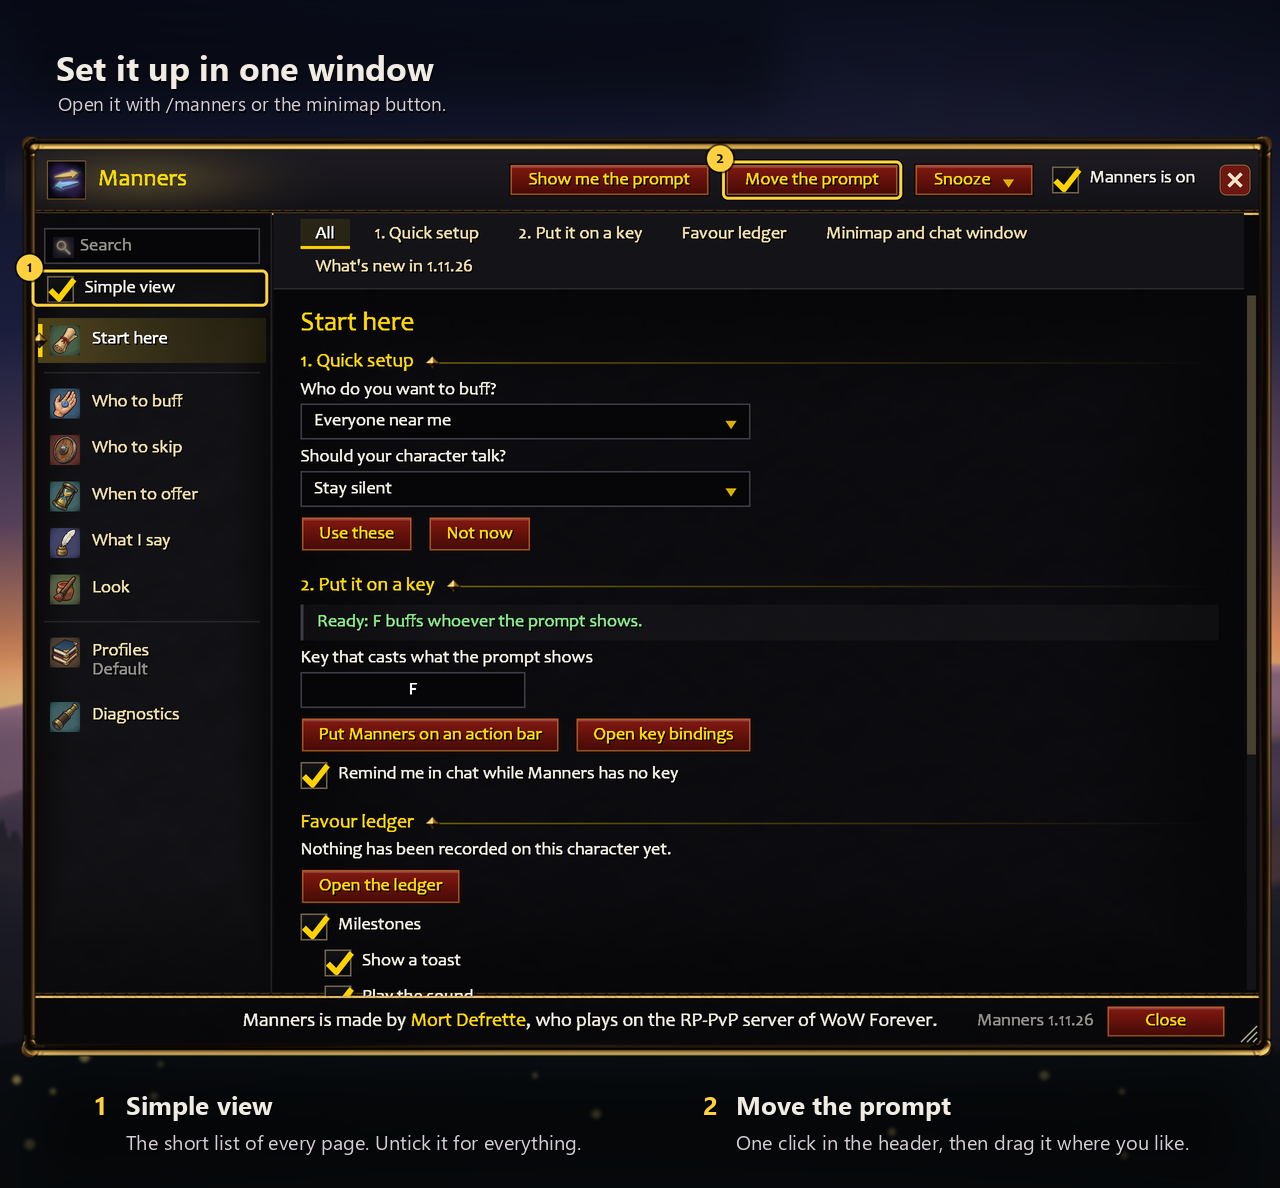 Set it up in one window
Open it with /manners or the minimap button.
Manners
Show me the prompt
2
Move the prompt
Snooze
Manners is on
Search
1
Simple view
Start here
Who to buff
Who to skip
When to offer
What I say
Look
Profiles
Default
Diagnostics
All
1. Quick setup
2. Put it on a key
Favour ledger
Minimap and chat window
What's new in 1.11.26
Start here
1. Quick setup
Who do you want to buff?
Everyone near me
Should your character talk?
Stay silent
Use these
Not now
2. Put it on a key
Ready: F buffs whoever the prompt shows.
Key that casts what the prompt shows
F
Put Manners on an action bar
Open key bindings
Remind me in chat while Manners has no key
Favour ledger
Nothing has been recorded on this character yet.
Open the ledger
Milestones
Show a toast
Play the sound
Manners is made by Mort Defrette, who plays on the RP-PvP server of WoW Forever.
Manners 1.11.26
Close
1 Simple view
The short list of every page. Untick it for everything.
2 Move the prompt
One click in the header, then drag it where you like.